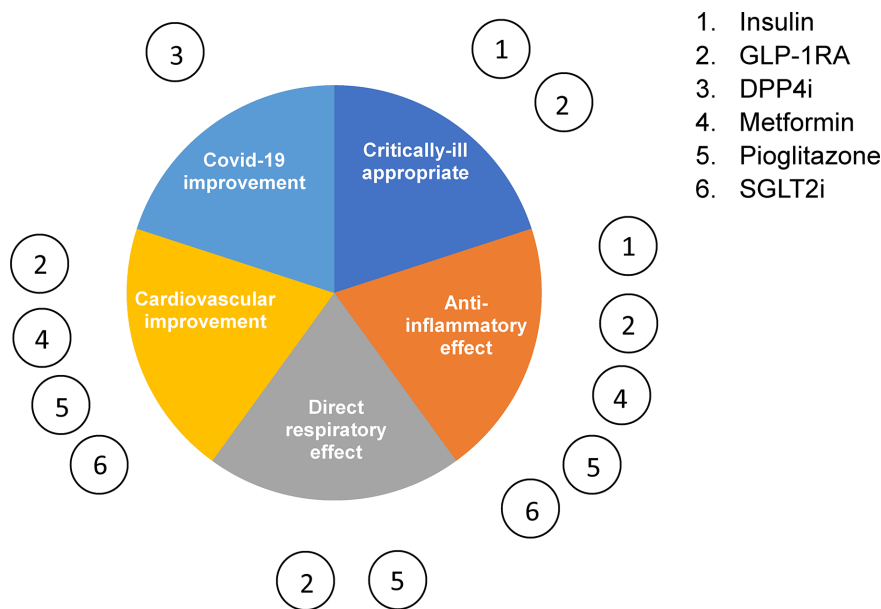 3
1
2
1. Insulin
2. GLP-1RA
3. DPP4i
4. Metformin
5. Pioglitazone
6. SGLT2i
Covid-19
improvement
Critically-ill
appropriate
Cardiovascular
improvement
Anti-
inflammatory
effect
Direct
respiratory
effect
2
4
5
6
1
2
4
5
6
2
5